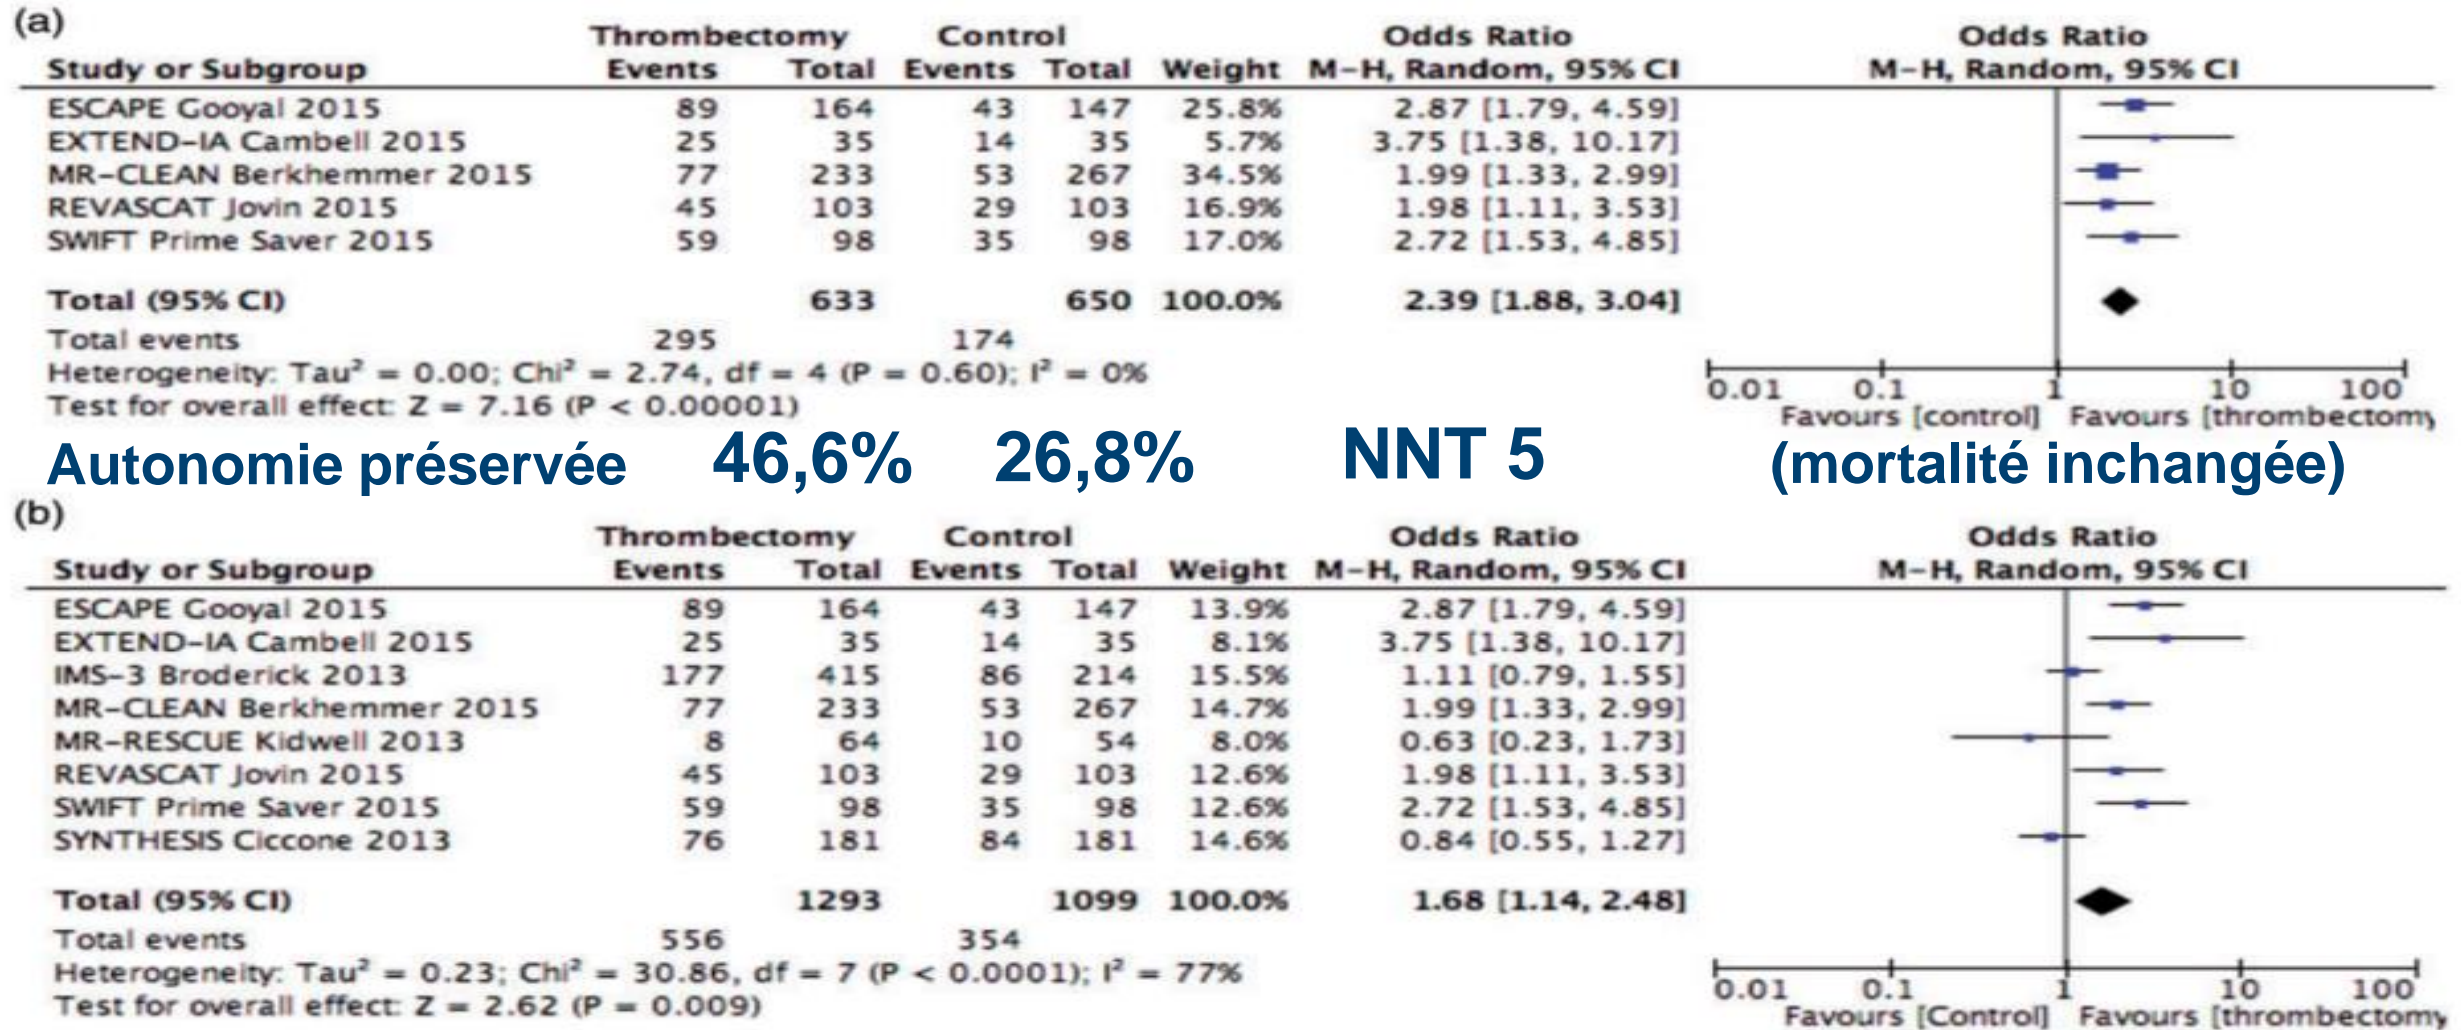 (a)
Thrombectomy Control Odds Ratio Odds Ratio
Study or Subgroup Events Total Events Total Weight M-H, Random, 95% CI M-H, Random, 95% CI
ESCAPE Gooyal 2015 89 164 43 147 25.8% 2.87 [1.79, 4.59]
EXTEND-IA Cambell 2015 25 35 14 35 5.7% 3.75 [1.38, 10.17]
MR-CLEAN Berkhemmer 2015 77 233 53 267 34.5% 1.99 [1.33, 2.99]
REVASCAT Jovin 2015 45 103 29 103 16.9% 1.98 [1.11, 3.53]
SWIFT Prime Saver 2015 59 98 35 98 17.0% 2.72 [1.53, 4.85]
Total (95% CI) 633 650 100.0% 2.39 [1.88, 3.04]
Total events 295 174
Heterogeneity: Tau² = 0.00; Chi² = 2.74, df = 4 (P = 0.60); I² = 0%
Test for overall effect: Z = 7.16 (P < 0.00001)
0.01 0.1 1 10 100
Favours [control] Favours [thrombectomy
Autonomie préservée 46,6% 26,8% NNT 5 (mortalité inchangée)
(b)
Thrombectomy Control Odds Ratio Odds Ratio
Study or Subgroup Events Total Events Total Weight M-H, Random, 95% CI M-H, Random, 95% CI
ESCAPE Gooyal 2015 89 164 43 147 13.9% 2.87 [1.79, 4.59]
EXTEND-IA Cambell 2015 25 35 14 35 8.1% 3.75 [1.38, 10.17]
IMS-3 Broderick 2013 177 415 86 214 15.5% 1.11 [0.79, 1.55]
MR-CLEAN Berkhemmer 2015 77 233 53 267 14.7% 1.99 [1.33, 2.99]
MR-RESCUE Kidwell 2013 8 64 10 54 8.0% 0.63 [0.23, 1.73]
REVASCAT Jovin 2015 45 103 29 103 12.6% 1.98 [1.11, 3.53]
SWIFT Prime Saver 2015 59 98 35 98 12.6% 2.72 [1.53, 4.85]
SYNTHESIS Ciccone 2013 76 181 84 181 14.6% 0.84 [0.55, 1.27]
Total (95% CI) 1293 1099 100.0% 1.68 [1.14, 2.48]
Total events 556 354
Heterogeneity: Tau² = 0.23; Chi² = 30.86, df = 7 (P < 0.0001); I² = 77%
Test for overall effect: Z = 2.62 (P = 0.009)
0.01 0.1 1 10 100
Favours [Control] Favours [thrombectomy